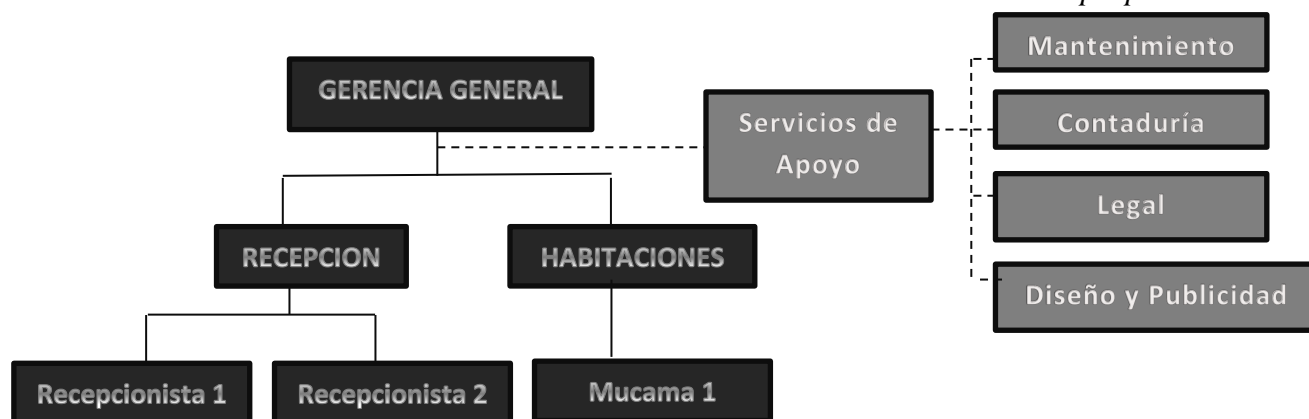 Mantenimiento
GERENCIA GENERAL
Servicios de
Apoyo
Contaduría
Legal
RECEPCION
HABITACIONES
Diseño y Publicidad
Recepcionista 1
Recepcionista 2
Mucama 1